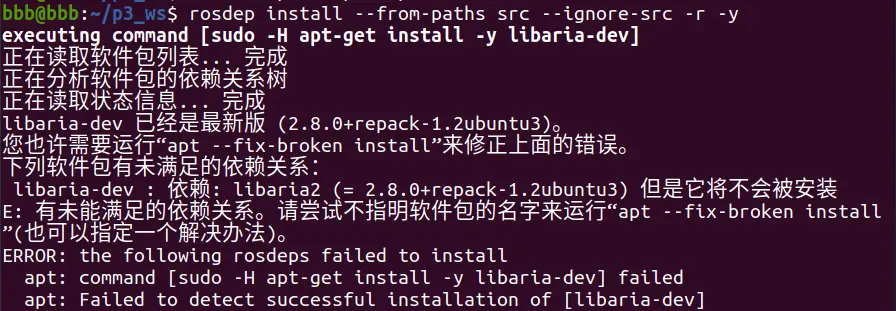 bbb@bbb:~/p3_ws$ rosdep install --from-paths src --ignore-src -r -y
executing command [sudo -H apt-get install -y libaria-dev]
正在读取软件包列表... 完成
正在分析软件包的依赖关系树
正在读取状态信息... 完成
libaria-dev 已经是最新版 (2.8.0+repack-1.2ubuntu3)。
您也许需要运行“apt --fix-broken install”来修正上面的错误。
下列软件包有未满足的依赖关系：
 libaria-dev : 依赖: libaria2 (= 2.8.0+repack-1.2ubuntu3) 但是它将不会被安装
E: 有未能满足的依赖关系。请尝试不指明软件包的名字来运行“apt --fix-broken install
”(也可以指定一个解决办法)。
ERROR: the following rosdeps failed to install
  apt: command [sudo -H apt-get install -y libaria-dev] failed
  apt: Failed to detect successful installation of [libaria-dev]